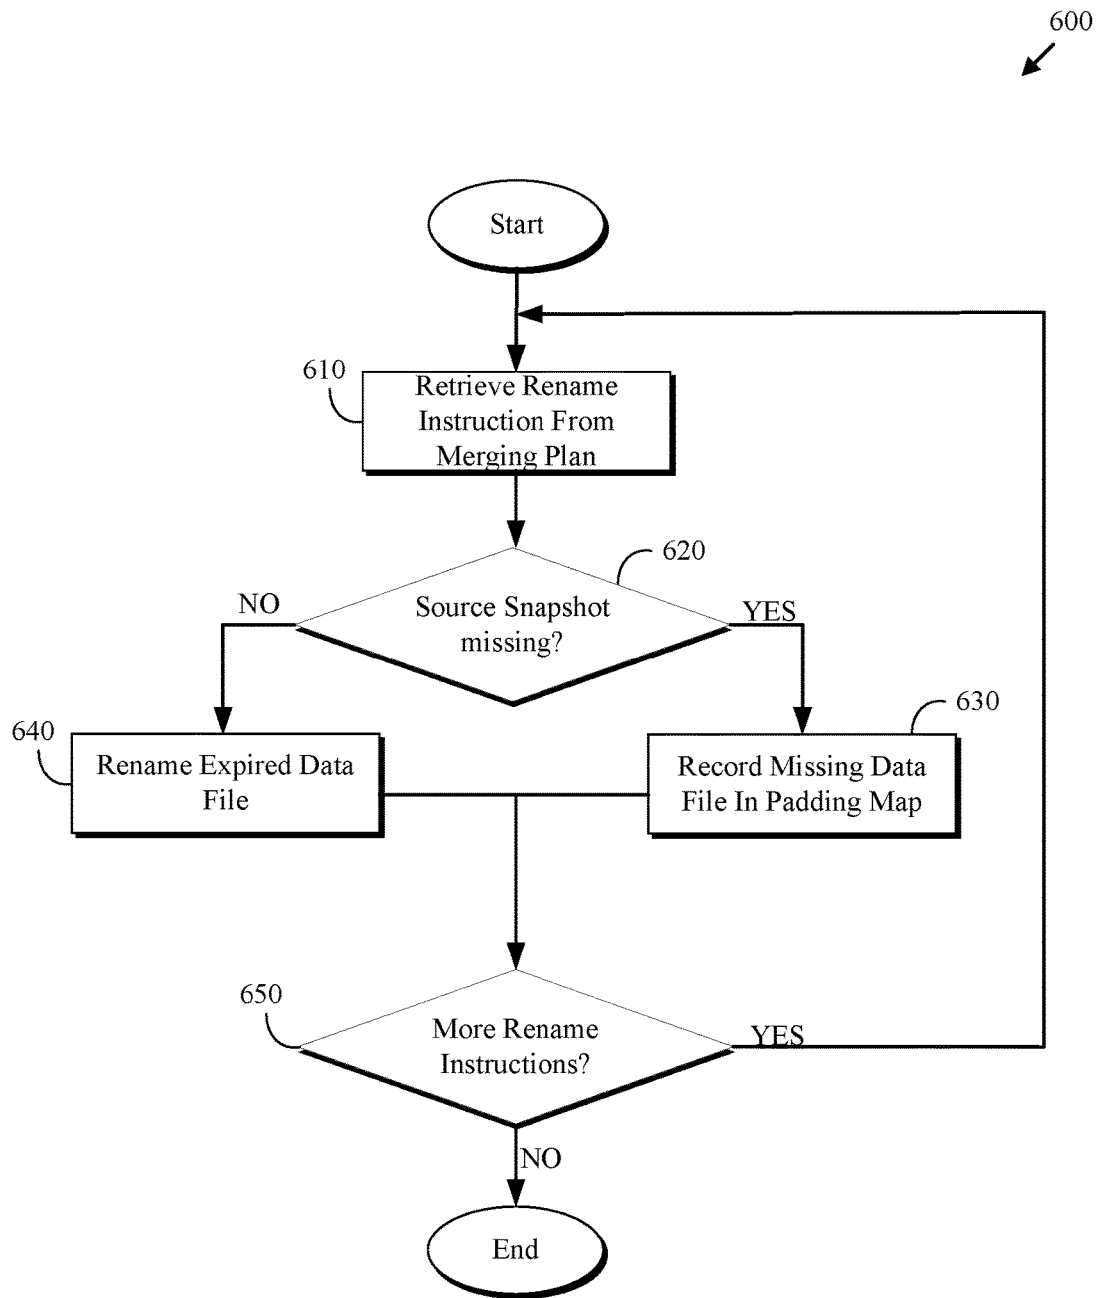 600
Start
610
Retrieve Rename
Instruction From
Merging Plan
620
NO
Source Snapshot
missing?
YES
640
Rename Expired Data
File
630
Record Missing Data
File In Padding Map
650
More Rename
Instructions?
YES
NO
End